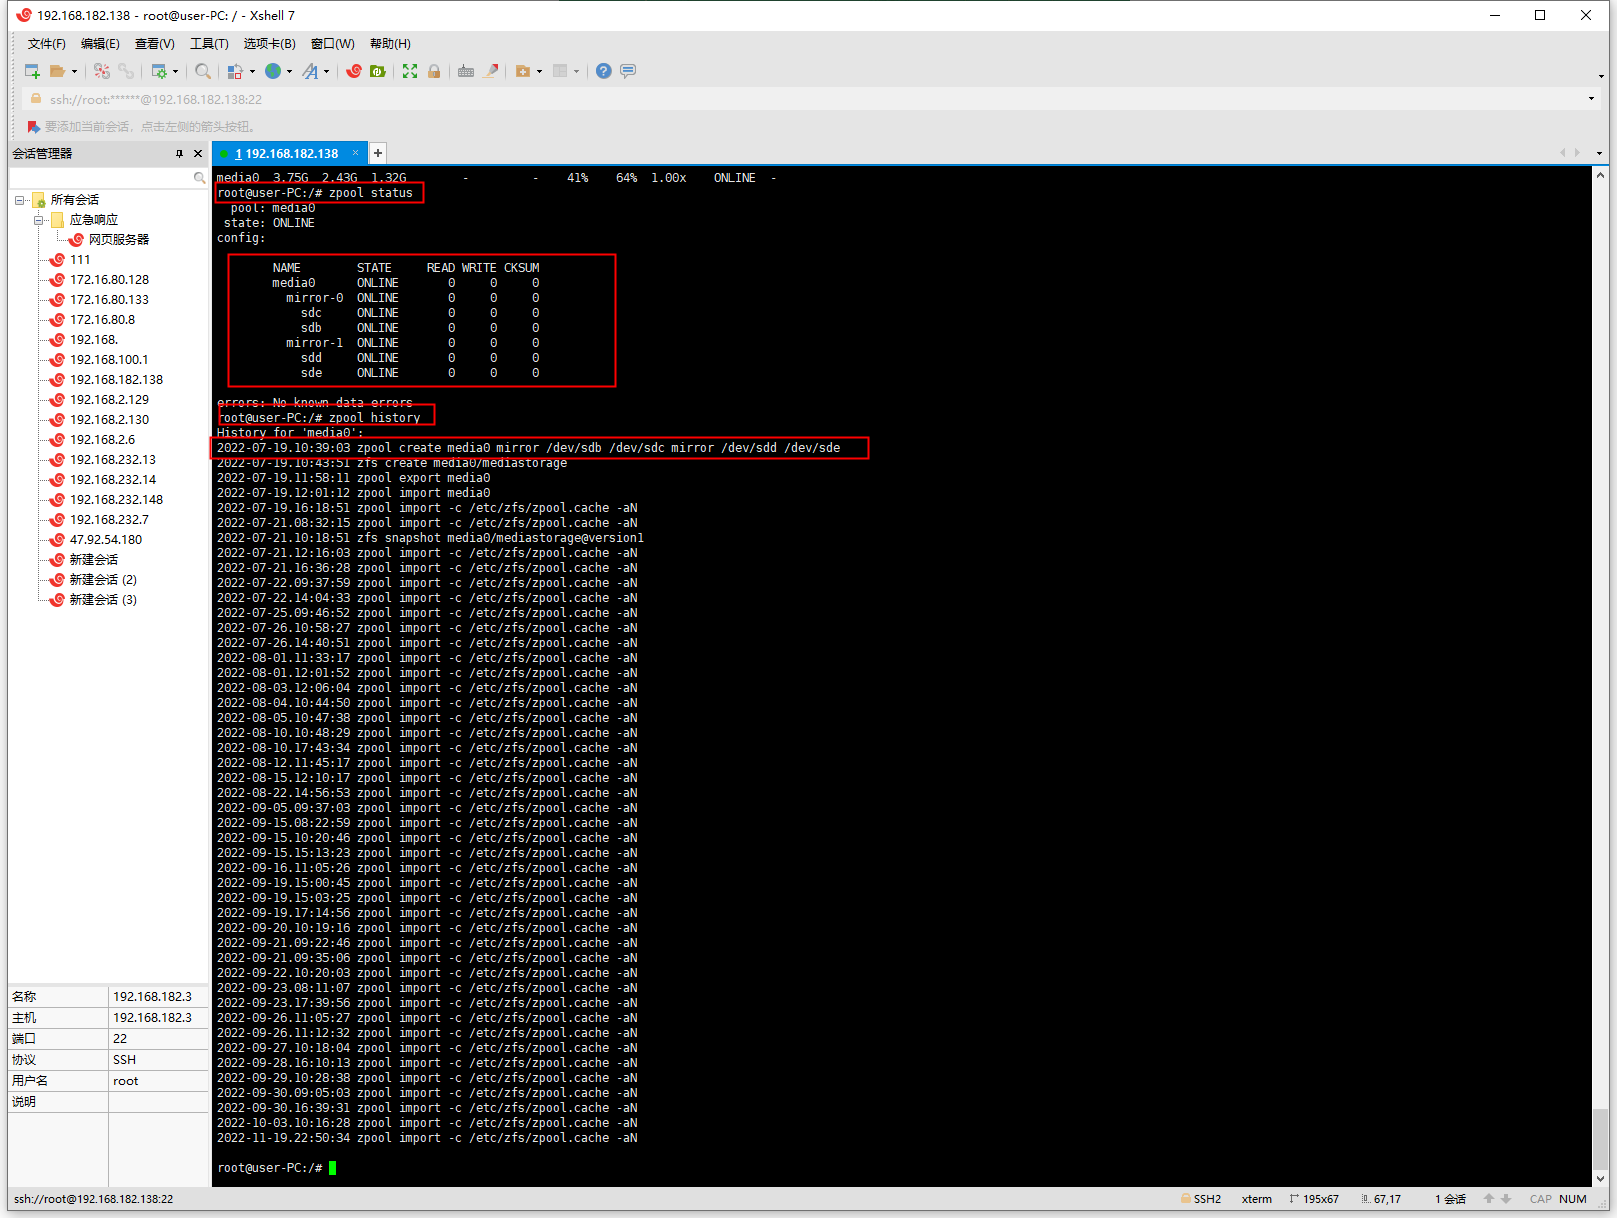 192.168.182.138 - root@user-PC: / - Xshell 7
文件(F) 编辑(E) 查看(V) 工具(T) 选项卡(B) 窗口(W) 帮助(H)
ssh://root:******@192.168.182.138:22
要添加当前会话，点击左侧的箭头按钮。
会话管理器
所有会话
应急响应
网页服务器
111
172.16.80.128
172.16.80.133
172.16.80.8
192.168.
192.168.100.1
192.168.182.138
192.168.2.129
192.168.2.130
192.168.2.6
192.168.232.13
192.168.232.14
192.168.232.148
192.168.232.7
47.92.54.180
新建会话
新建会话 (2)
新建会话 (3)
名称 192.168.182.3
主机 192.168.182.3
端口 22
协议 SSH
用户名 root
说明
1 192.168.182.138
media0 3.75G 2.43G 1.32G - - 41% 64% 1.00x ONLINE -
root@user-PC:/# zpool status
pool: media0
state: ONLINE
config:
NAME STATE READ WRITE CKSUM
media0 ONLINE 0 0 0
mirror-0 ONLINE 0 0 0
sdc ONLINE 0 0 0
sdb ONLINE 0 0 0
mirror-1 ONLINE 0 0 0
sdd ONLINE 0 0 0
sde ONLINE 0 0 0
errors: No known data errors
root@user-PC:/# zpool history
History for 'media0':
2022-07-19.10:39:03 zpool create media0 mirror /dev/sdb /dev/sdc mirror /dev/sdd /dev/sde
2022-07-19.10:43:51 zfs create media0/mediastorage
2022-07-19.11:58:11 zpool export media0
2022-07-19.12:01:12 zpool import media0
2022-07-19.16:18:51 zpool import -c /etc/zfs/zpool.cache -aN
2022-07-21.08:32:15 zpool import -c /etc/zfs/zpool.cache -aN
2022-07-21.10:18:51 zfs snapshot media0/mediastorage@version1
2022-07-21.12:16:03 zpool import -c /etc/zfs/zpool.cache -aN
2022-07-21.16:36:28 zpool import -c /etc/zfs/zpool.cache -aN
2022-07-22.09:37:59 zpool import -c /etc/zfs/zpool.cache -aN
2022-07-22.14:04:33 zpool import -c /etc/zfs/zpool.cache -aN
2022-07-25.09:46:52 zpool import -c /etc/zfs/zpool.cache -aN
2022-07-26.10:58:27 zpool import -c /etc/zfs/zpool.cache -aN
2022-07-26.14:40:51 zpool import -c /etc/zfs/zpool.cache -aN
2022-08-01.11:33:17 zpool import -c /etc/zfs/zpool.cache -aN
2022-08-01.12:01:52 zpool import -c /etc/zfs/zpool.cache -aN
2022-08-03.12:06:04 zpool import -c /etc/zfs/zpool.cache -aN
2022-08-04.10:44:50 zpool import -c /etc/zfs/zpool.cache -aN
2022-08-05.10:47:38 zpool import -c /etc/zfs/zpool.cache -aN
2022-08-10.10:48:29 zpool import -c /etc/zfs/zpool.cache -aN
2022-08-10.17:43:34 zpool import -c /etc/zfs/zpool.cache -aN
2022-08-12.11:45:17 zpool import -c /etc/zfs/zpool.cache -aN
2022-08-15.12:10:17 zpool import -c /etc/zfs/zpool.cache -aN
2022-08-22.14:56:53 zpool import -c /etc/zfs/zpool.cache -aN
2022-09-05.09:37:03 zpool import -c /etc/zfs/zpool.cache -aN
2022-09-15.08:22:59 zpool import -c /etc/zfs/zpool.cache -aN
2022-09-15.10:20:46 zpool import -c /etc/zfs/zpool.cache -aN
2022-09-15.15:13:23 zpool import -c /etc/zfs/zpool.cache -aN
2022-09-16.11:05:26 zpool import -c /etc/zfs/zpool.cache -aN
2022-09-19.15:00:45 zpool import -c /etc/zfs/zpool.cache -aN
2022-09-19.15:03:25 zpool import -c /etc/zfs/zpool.cache -aN
2022-09-19.17:14:56 zpool import -c /etc/zfs/zpool.cache -aN
2022-09-20.10:19:16 zpool import -c /etc/zfs/zpool.cache -aN
2022-09-21.09:22:46 zpool import -c /etc/zfs/zpool.cache -aN
2022-09-21.09:35:06 zpool import -c /etc/zfs/zpool.cache -aN
2022-09-22.10:20:03 zpool import -c /etc/zfs/zpool.cache -aN
2022-09-23.08:11:07 zpool import -c /etc/zfs/zpool.cache -aN
2022-09-23.17:39:56 zpool import -c /etc/zfs/zpool.cache -aN
2022-09-26.11:05:27 zpool import -c /etc/zfs/zpool.cache -aN
2022-09-26.11:12:32 zpool import -c /etc/zfs/zpool.cache -aN
2022-09-27.10:18:04 zpool import -c /etc/zfs/zpool.cache -aN
2022-09-28.16:10:13 zpool import -c /etc/zfs/zpool.cache -aN
2022-09-29.10:28:38 zpool import -c /etc/zfs/zpool.cache -aN
2022-09-30.09:05:03 zpool import -c /etc/zfs/zpool.cache -aN
2022-09-30.16:39:31 zpool import -c /etc/zfs/zpool.cache -aN
2022-10-03.10:16:28 zpool import -c /etc/zfs/zpool.cache -aN
2022-11-19.22:50:34 zpool import -c /etc/zfs/zpool.cache -aN
root@user-PC:/#
ssh://root@192.168.182.138:22 SSH2 xterm 195x67 67,17 1 会话 CAP NUM